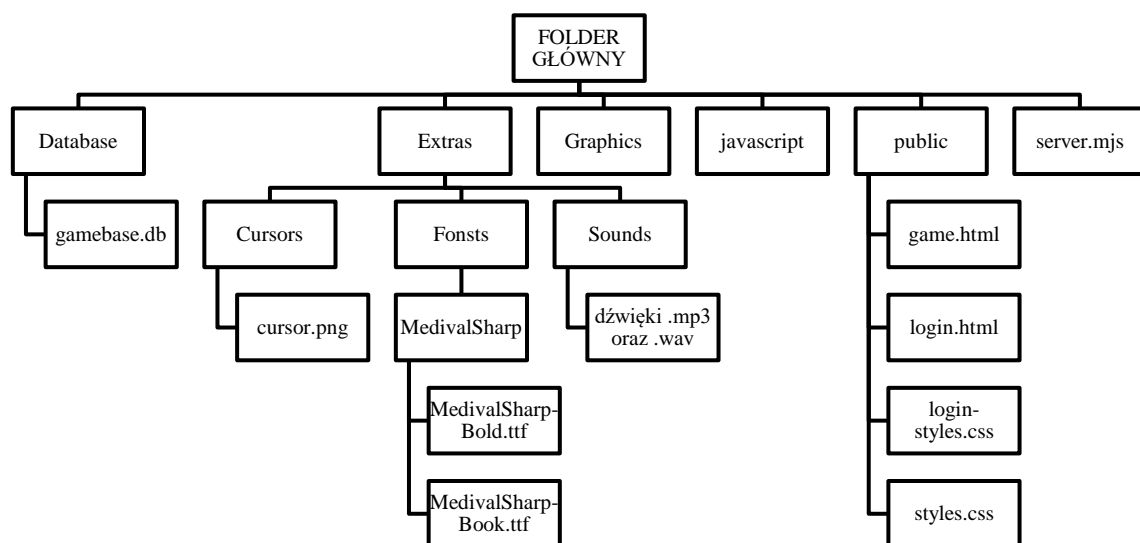 FOLDER
GŁÓWNY
Database
Extras
Graphics
javascript
public
server.mjs
gamebase.db
Cursors
Fonsts
Sounds
game.html
cursor.png
MedivalSharp
dźwięki .mp3
oraz .wav
login.html
MedivalSharp-
Bold.ttf
login-
styles.css
MedivalSharp-
Book.ttf
styles.css